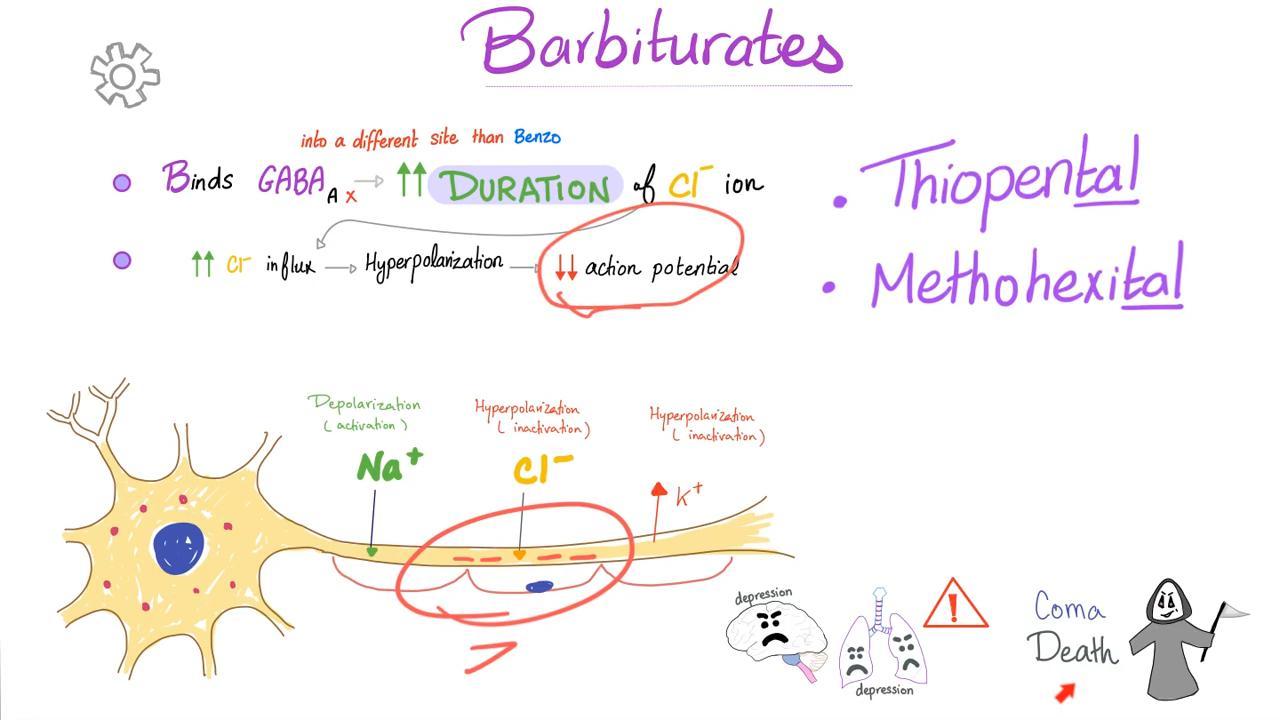 Barbiturates
into a different site than Benzo
Binds GABA A x → ↑↑ DURATION of Cl⁻ ion
↑↑ Cl⁻ influx → Hyperpolarization → ↓↓ action potential
• Thiopental
• Methohexital
Depolarization
(activation)
Na⁺
Hyperpolarization
(inactivation)
Cl⁻
Hyperpolarization
(inactivation)
K⁺
depression
depression
!
Coma
Death